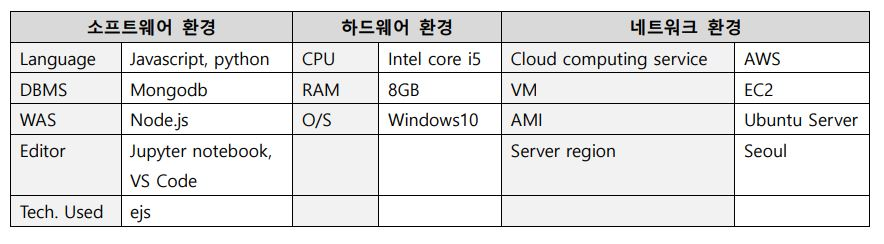 소프트웨어 환경 하드웨어 환경 네트워크 환경
Language Javascript, python CPU Intel core i5 Cloud computing service AWS
DBMS Mongodb RAM 8GB VM EC2
WAS Node.js O/S Windows10 AMI Ubuntu Server
Editor Jupyter notebook, Server region Seoul
VS Code
Tech. Used ejs